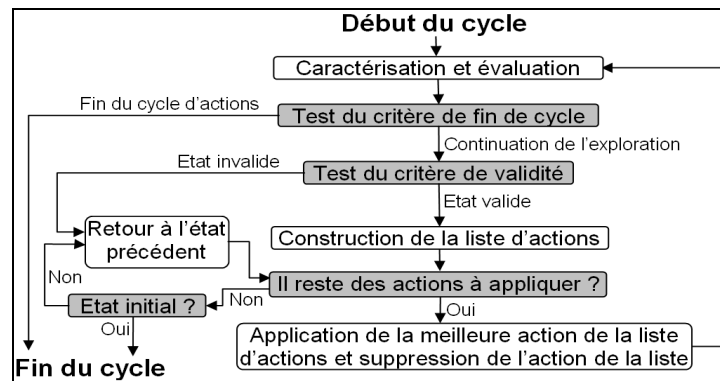 Début du cycle
Caractérisation et évaluation
Fin du cycle d'actions
Test du critère de fin de cycle
Continuation de l'exploration
Etat invalide
Test du critère de validité
Etat valide
Retour à l'état
précédent
Construction de la liste d'actions
Non
Il reste des actions à appliquer ?
Etat initial ?
Non
Oui
Oui
Application de la meilleure action de la liste
d'actions et suppression de l'action de la liste
Fin du cycle